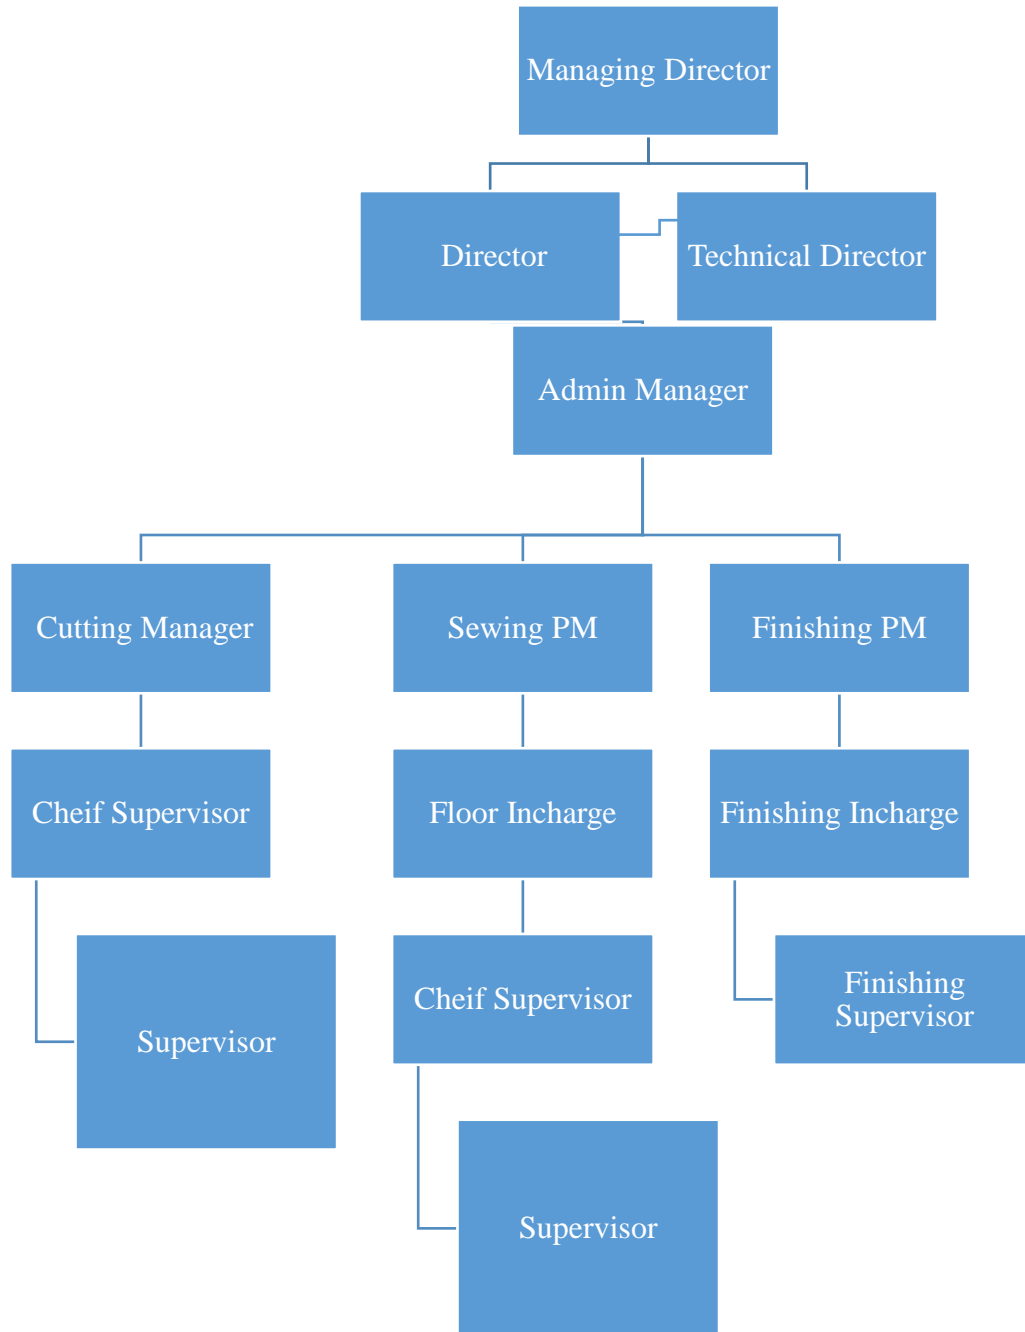 Managing Director
Director
Technical Director
Admin Manager
Cutting Manager
Sewing PM
Finishing PM
Cheif Supervisor
Floor Incharge
Finishing Incharge
Supervisor
Cheif Supervisor
Finishing
Supervisor
Supervisor